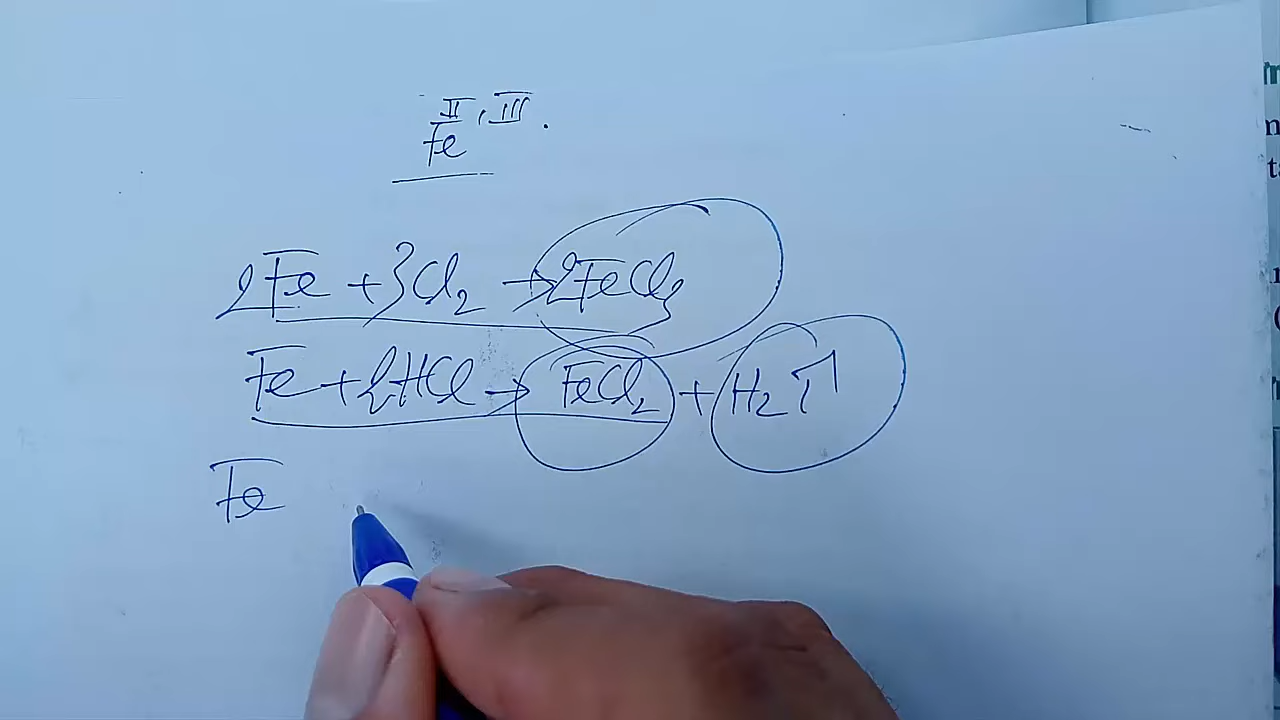 II, III.
Fe
2Fe + 3Cl₂ → 2FeCl₃
Fe + 2HCl → FeCl₂ + H₂↑
Fe